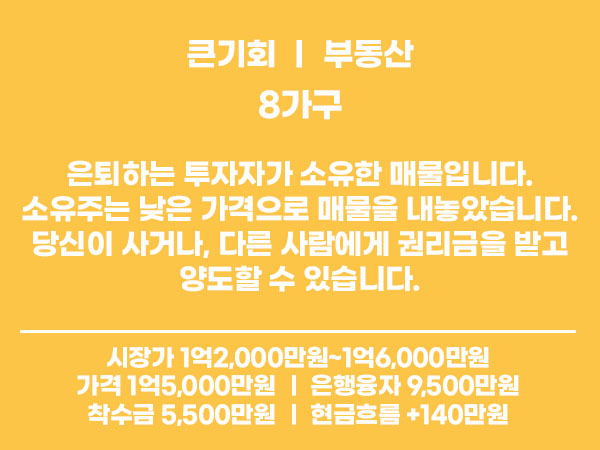 큰기회 | 부동산
8가구
은퇴하는 투자자가 소유한 매물입니다.
소유주는 낮은 가격으로 매물을 내놓았습니다.
당신이 사거나, 다른 사람에게 권리금을 받고
양도할 수 있습니다.
시장가 1억2,000만원~1억6,000만원
가격 1억5,000만원 | 은행융자 9,500만원
착수금 5,500만원 | 현금흐름 +140만원